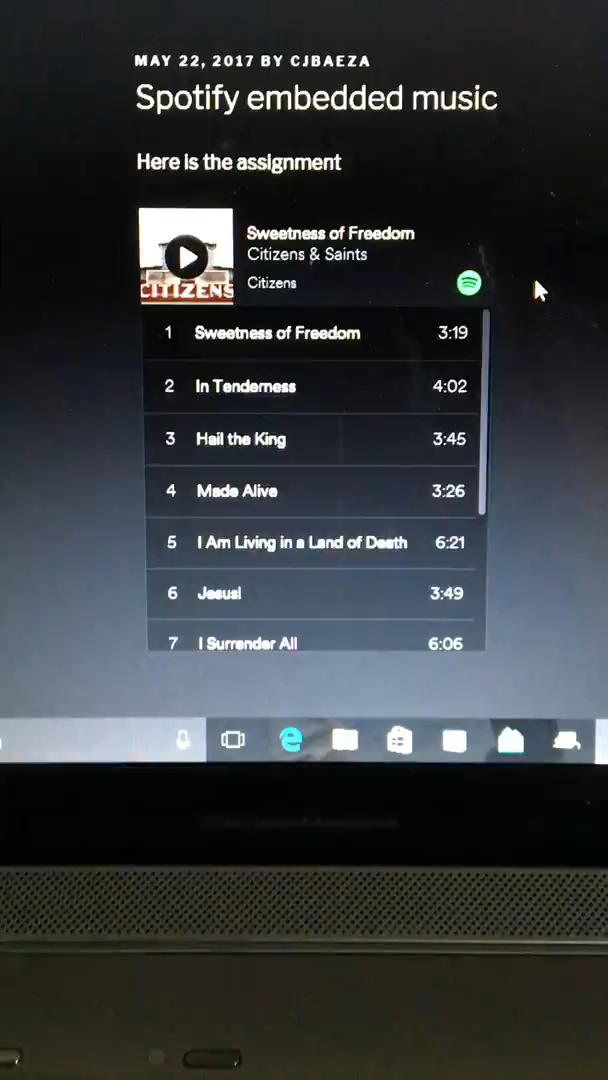 MAY 22, 2017 BY CJBAEZA
Spotify embedded music
Here is the assignment
CITIZENS
Sweetness of Freedom
Citizens & Saints
Citizens
1 Sweetness of Freedom 3:19
2 In Tenderness 4:02
3 Hail the King 3:45
4 Made Alive 3:26
5 I Am Living in a Land of Death 6:21
6 Jesus! 3:49
7 I Surrender All 6:06